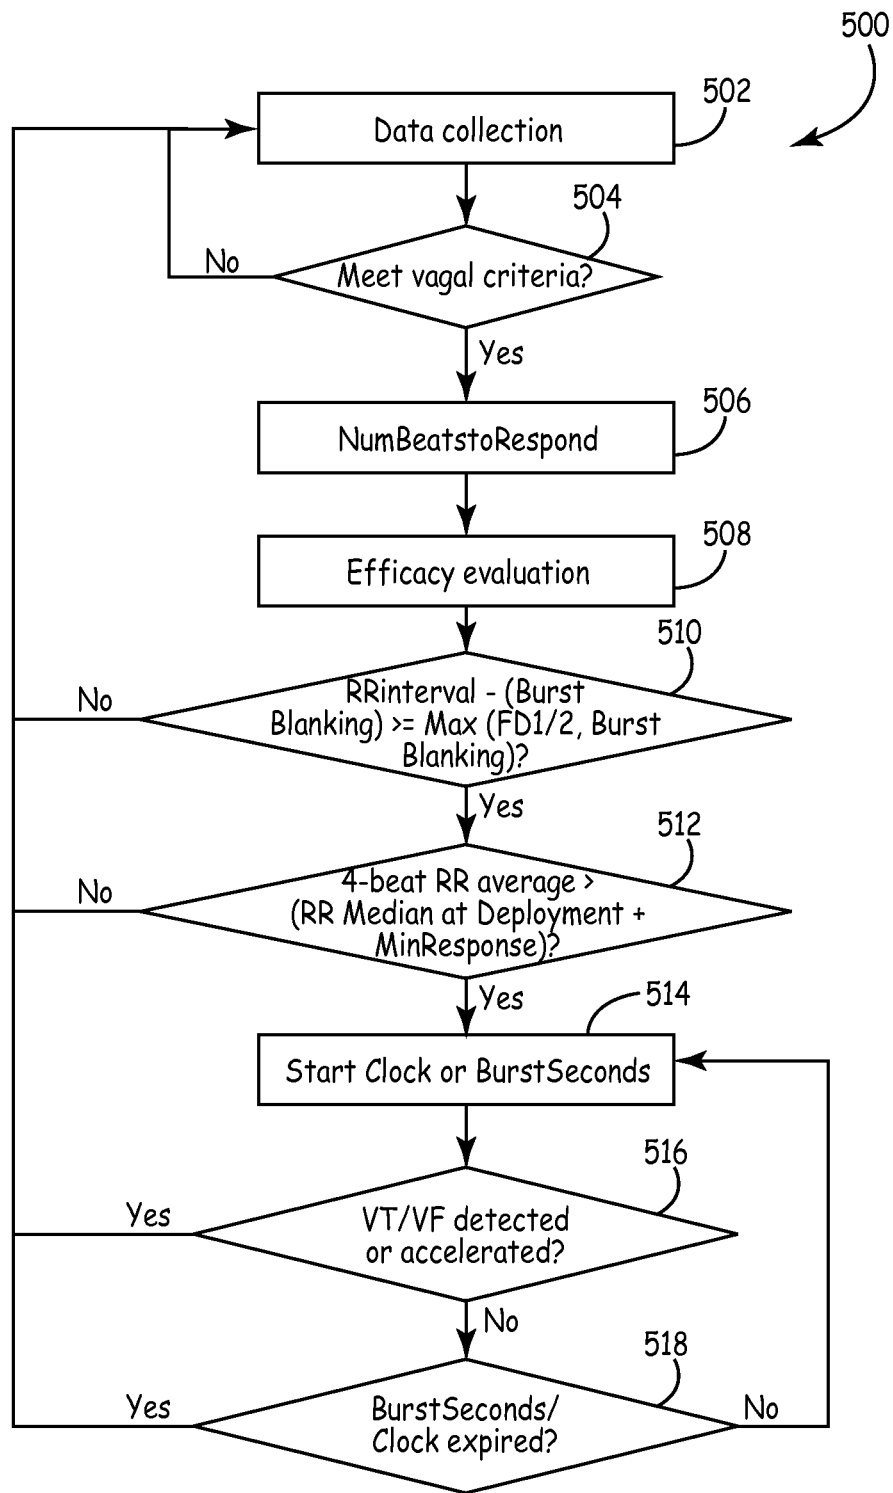 500
502
Data collection
504
No
Meet vagal criteria?
Yes
506
NumBeatstoRespond
508
Efficacy evaluation
510
No
RRinterval - (Burst
Blanking) >= Max (FD1/2, Burst
Blanking)?
Yes
512
No
4-beat RR average >
(RR Median at Deployment +
MinResponse)?
Yes
514
Start Clock or BurstSeconds
516
Yes
VT/VF detected
or accelerated?
No
518
Yes
BurstSeconds/
Clock expired?
No